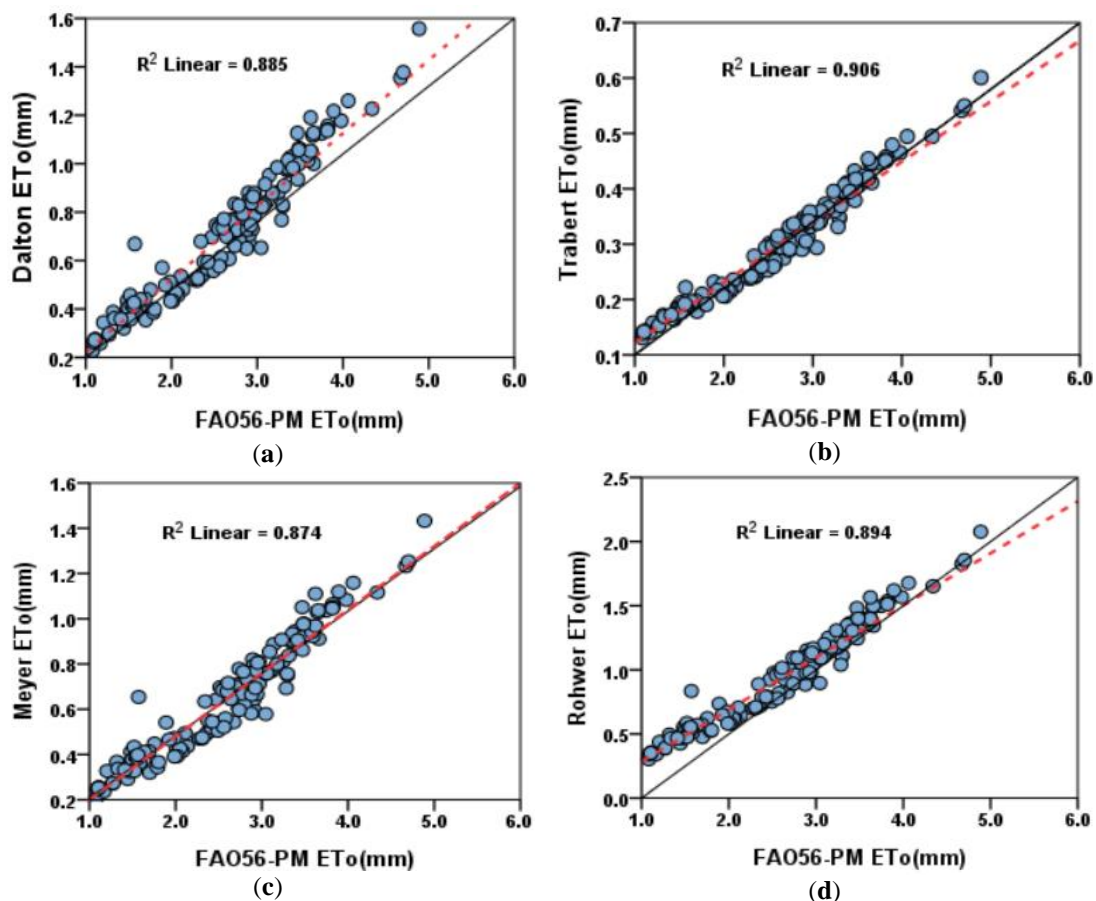 1.6
1.4
1.2
1.0
0.8
0.6
0.4
0.2
Dalton ETo(mm)
R² Linear = 0.885
1.0 2.0 3.0 4.0 5.0 6.0
FAO56-PM ETo(mm)
(a)
0.7
0.6
0.5
0.4
0.3
0.2
0.1
Trabert ETo(mm)
R² Linear = 0.906
1.0 2.0 3.0 4.0 5.0 6.0
FAO56-PM ETo(mm)
(b)
1.6
1.4
1.2
1.0
0.8
0.6
0.4
0.2
Meyer ETo(mm)
R² Linear = 0.874
1.0 2.0 3.0 4.0 5.0 6.0
FAO56-PM ETo(mm)
(c)
2.5
2.0
1.5
1.0
0.5
0.0
Rohwer ETo(mm)
R² Linear = 0.894
1.0 2.0 3.0 4.0 5.0 6.0
FAO56-PM ETo(mm)
(d)